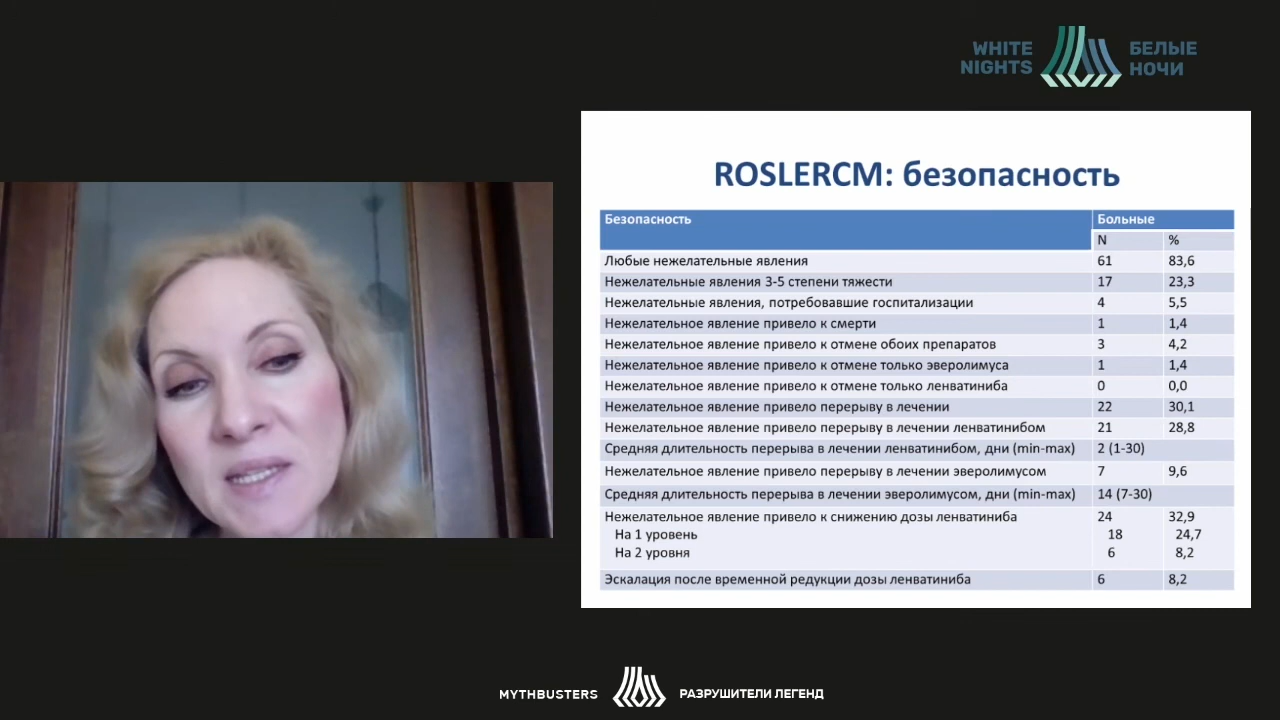 WHITE
NIGHTS
БЕЛЫЕ
НОЧИ
ROSLERCM: безопасность
Безопасность Больные
N %
Любые нежелательные явления 61 83,6
Нежелательные явления 3-5 степени тяжести 17 23,3
Нежелательные явления, потребовавшие госпитализации 4 5,5
Нежелательное явление привело к смерти 1 1,4
Нежелательное явление привело к отмене обоих препаратов 3 4,2
Нежелательное явление привело к отмене только эверолимуса 1 1,4
Нежелательное явление привело к отмене только ленватиниба 0 0,0
Нежелательное явление привело перерыву в лечении 22 30,1
Нежелательное явление привело перерыву в лечении ленватинибом 21 28,8
Средняя длительность перерыва в лечении ленватинибом, дни (min-max) 2 (1-30)
Нежелательное явление привело перерыву в лечении эверолимусом 7 9,6
Средняя длительность перерыва в лечении эверолимусом, дни (min-max) 14 (7-30)
Нежелательное явление привело к снижению дозы ленватиниба 24 32,9
На 1 уровень 18 24,7
На 2 уровня 6 8,2
Эскалация после временной редукции дозы ленватиниба 6 8,2
MYTHBUSTERS РАЗРУШИТЕЛИ ЛЕГЕНД